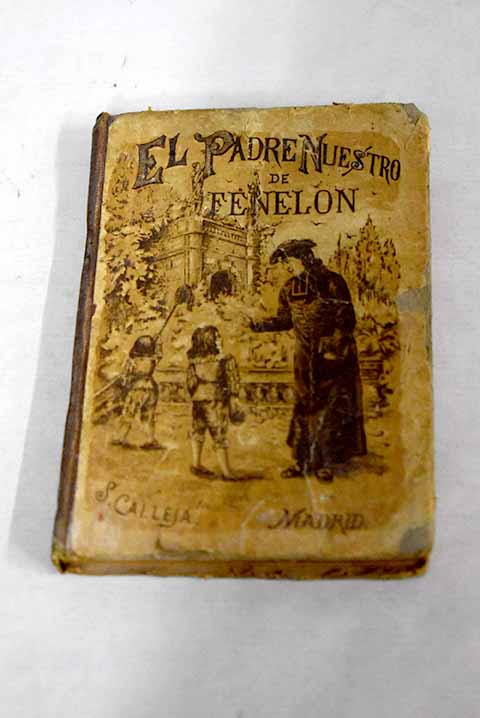 EL PADRE NUESTRO
DE
FENELON
S. CALLEJA.
MADRID.